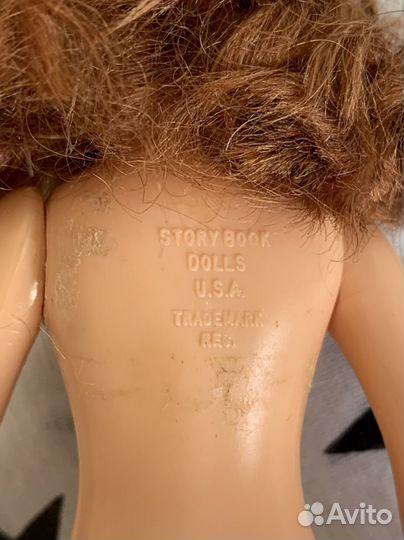 STORY BOOK
DOLLS
U.S.A.
TRADEMARK
REG.
Avito